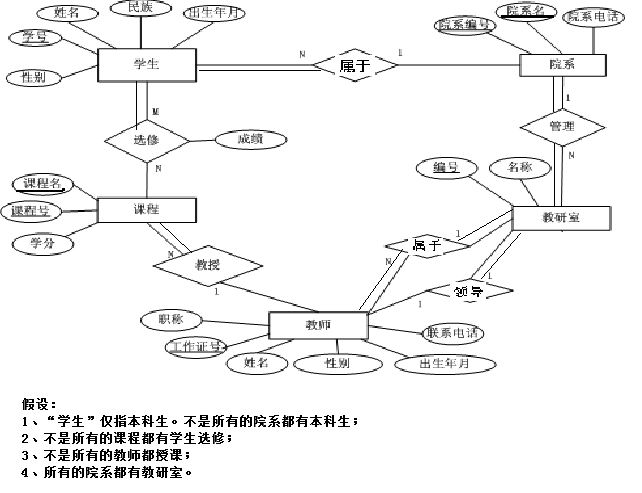 姓名
民族
出生年月
学号
性别
学生
N
属于
1
院系编号
院系名
院系电话
院系
M
选修
成绩
N
1
管理
N
课程名
课程号
学分
课程
编号
名称
教研室
N
教授
1
属于
1
N
领导
1
1
教师
职称
工作证号
姓名
性别
出生年月
联系电话
假设:
1、“学生”仅指本科生。不是所有的院系都有本科生;
2、不是所有的课程都有学生选修;
3、不是所有的教师都授课;
4、所有的院系都有教研室。